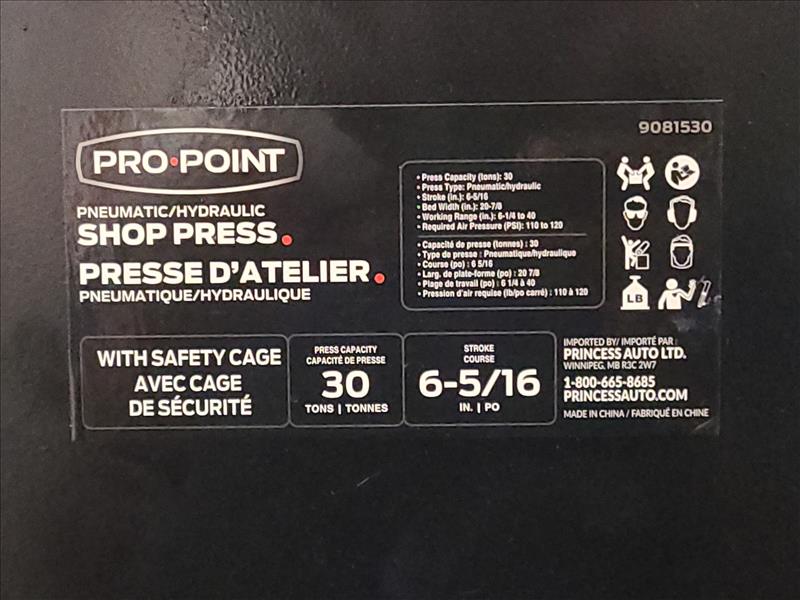 9081530
PRO•POINT
PNEUMATIC/HYDRAULIC
SHOP PRESS.
PRESSE D'ATELIER.
PNEUMATIQUE/HYDRAULIQUE
• Press Capacity (tons): 30
• Press Type: Pneumatic/hydraulic
• Stroke (in.): 6-5/16
• Bed Width (in.): 20-7/8
• Working Range (in.): 6-1/4 to 40
• Required Air Pressure (PSI): 110 to 120
• Capacité de presse (tonnes) : 30
• Type de presse : Pneumatique/hydraulique
• Course (po) : 6 5/16
• Larg. de plate-forme (po) : 20 7/8
• Plage de travail (po) : 6 1/4 à 40
• Pression d'air requise (lb/po carré) : 110 à 120
LB
WITH SAFETY CAGE
AVEC CAGE
DE SÉCURITÉ
PRESS CAPACITY
CAPACITÉ DE PRESSE
30
TONS | TONNES
STROKE
COURSE
6-5/16
IN. | PO
IMPORTED BY/ IMPORTÉ PAR
PRINCESS AUTO LTD.
WINNIPEG, MB R3C 2W7
1-800-665-8685
PRINCESSAUTO.COM
MADE IN CHINA / FABRIQUÉ EN CHINE